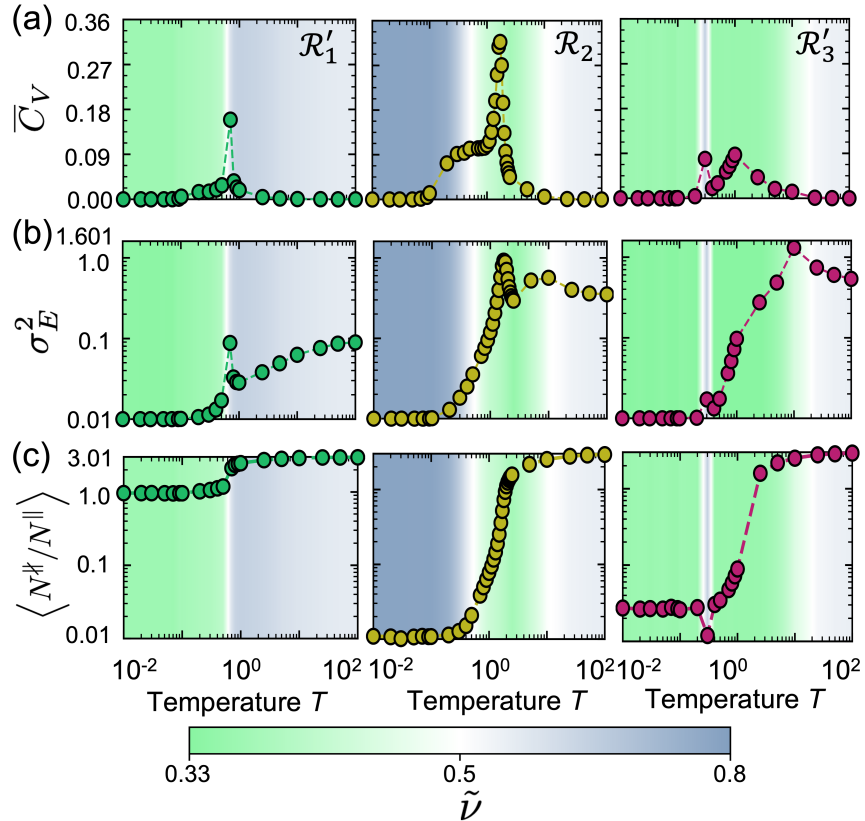 (a)
0.36
0.27
0.18
0.09
0.00
C̅_V
ℛ′₁
ℛ₂
ℛ′₃
(b)
1.601
1.0
0.1
0.01
σ²_E
(c)
3.01
1.0
0.1
0.01
⟨N^∦/N^∥⟩
10⁻² 10⁰ 10² 10⁻² 10⁰ 10² 10⁻² 10⁰ 10²
Temperature T Temperature T Temperature T
0.33 0.5 0.8
ν̃